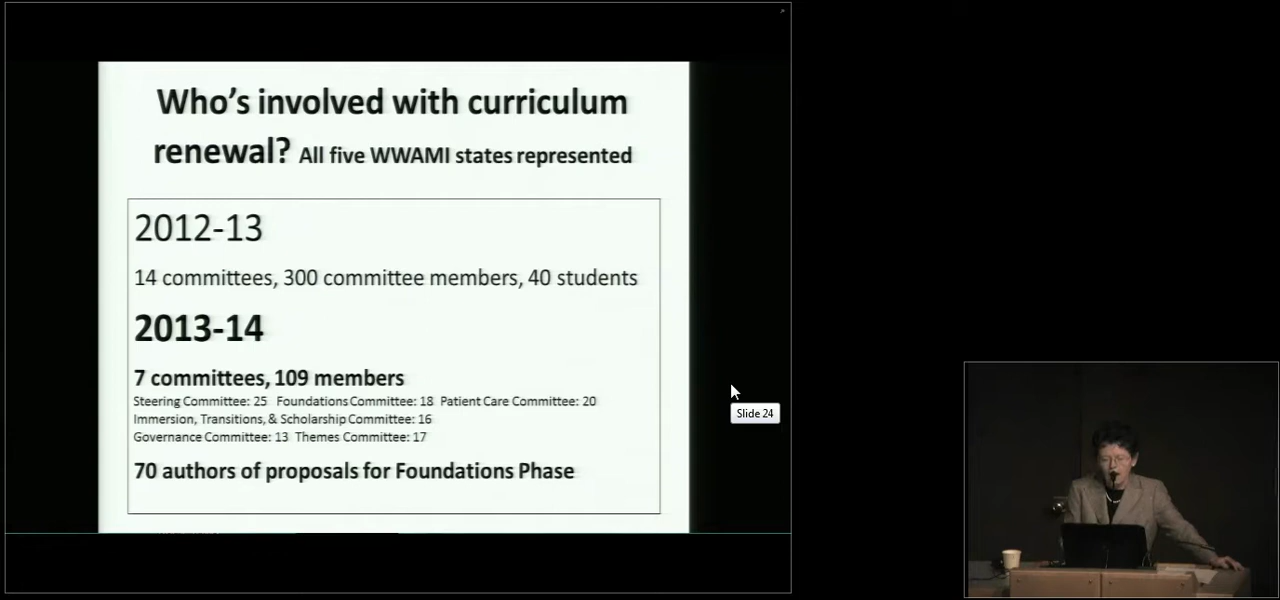 Who's involved with curriculum
renewal? All five WWAMI states represented
2012-13
14 committees, 300 committee members, 40 students
2013-14
7 committees, 109 members
Steering Committee: 25 Foundations Committee: 18 Patient Care Committee: 20
Immersion, Transitions, & Scholarship Committee: 16
Governance Committee: 13 Themes Committee: 17
70 authors of proposals for Foundations Phase
Slide 24